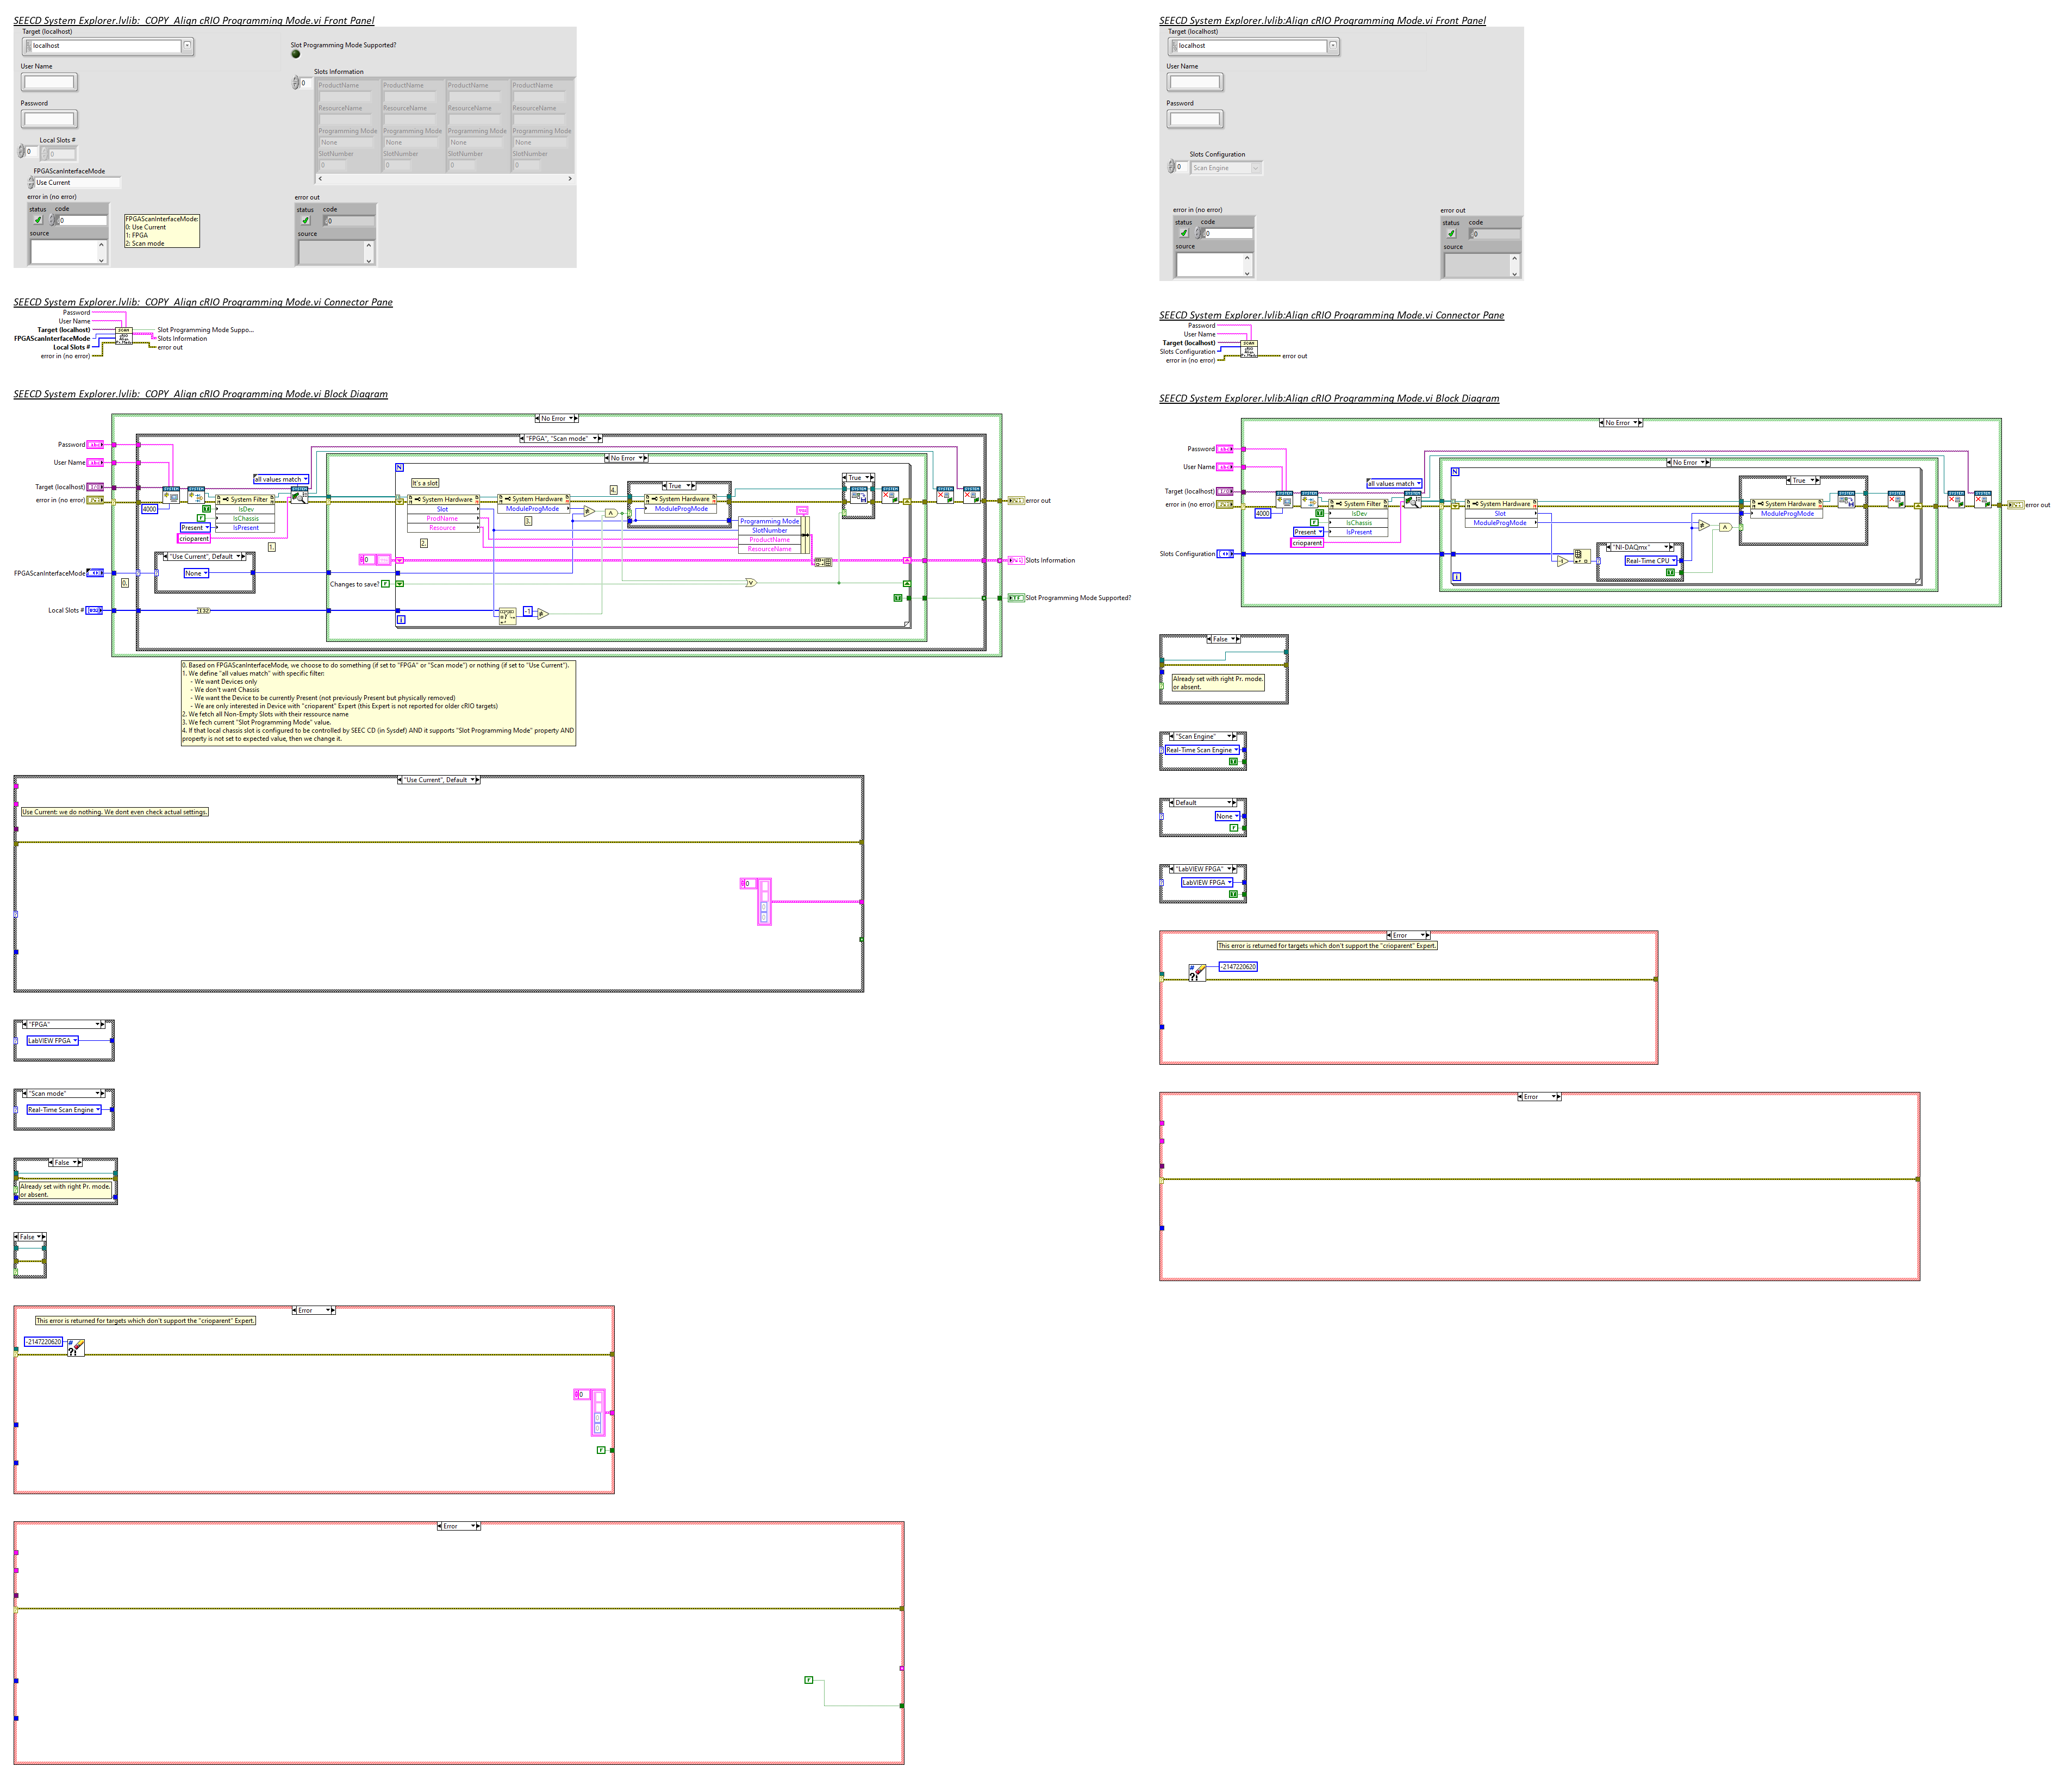 SEECD System Explorer.lvlib:_COPY_Align cRIO Programming Mode.vi Front Panel
Target (localhost)
localhost
User Name
Password
Local Slots #
0
0
FPGAScanInterfaceMode
Use Current
error in (no error)
status code
0
source
FPGAScanInterfaceMode:
0: Use Current
1: FPGA
2: Scan mode
Slot Programming Mode Supported?
Slots Information
0
ProductName ProductName ProductName ProductName
ResourceName ResourceName ResourceName ResourceName
Programming Mode Programming Mode Programming Mode Programming Mode
None None None None
SlotNumber SlotNumber SlotNumber SlotNumber
0 0 0 0
error out
status code
0
source
SEECD System Explorer.lvlib:_COPY_Align cRIO Programming Mode.vi Connector Pane
Password
User Name
Target (localhost)
FPGAScanInterfaceMode
Local Slots #
error in (no error)
Slot Programming Mode Suppo...
Slots Information
error out
SEECD System Explorer.lvlib:_COPY_Align cRIO Programming Mode.vi Block Diagram
No Error
"FPGA", "Scan mode"
No Error
Password
User Name
Target (localhost)
error in (no error)
4000
System Filter
IsDev
IsChassis
IsPresent
T
F
Present
crioparent
all values match
1.
"Use Current", Default
None
FPGAScanInterfaceMode
0.
Local Slots #
I32
N
It's a slot
System Hardware
Slot
ProdName
Resource
2.
System Hardware
ModuleProgMode
3.
4.
True
System Hardware
ModuleProgMode
Programming Mode
SlotNumber
ProductName
ResourceName
True
Changes to save?
F
-1
i
T
error out
Slots Information
Slot Programming Mode Supported?
0. Based on FPGAScanInterfaceMode, we choose to do something (if set to "FPGA" or "Scan mode") or nothing (if set to "Use Current").
1. We define "all values match" with specific filter:
- We want Devices only
- We don't want Chassis
- We want the Device to be currently Present (not previously Present but physically removed)
- We are only interested in Device with "crioparent" Expert (this Expert is not reported for older cRIO targets)
2. We fetch all Non-Empty Slots with their ressource name
3. We fech current "Slot Programming Mode" value.
4. If that local chassis slot is configured to be controlled by SEEC CD (in Sysdef) AND it supports "Slot Programming Mode" property AND
property is not set to expected value, then we change it.
"Use Current", Default
Use Current: we do nothing. We dont even check actual settings.
0
"FPGA"
LabVIEW FPGA
"Scan mode"
Real-Time Scan Engine
False
Already set with right Pr. mode.
or absent.
False
Error
This error is returned for targets which don't support the "crioparent" Expert.
-2147220620
0
F
Error
F
SEECD System Explorer.lvlib:Align cRIO Programming Mode.vi Front Panel
Target (localhost)
localhost
User Name
Password
Slots Configuration
0
Scan Engine
error in (no error)
status code
0
source
error out
status code
0
source
SEECD System Explorer.lvlib:Align cRIO Programming Mode.vi Connector Pane
Password
User Name
Target (localhost)
Slots Configuration
error in (no error)
error out
SEECD System Explorer.lvlib:Align cRIO Programming Mode.vi Block Diagram
No Error
No Error
Password
User Name
Target (localhost)
error in (no error)
4000
System Filter
IsDev
IsChassis
IsPresent
T
F
Present
crioparent
all values match
Slots Configuration
N
System Hardware
Slot
ModuleProgMode
"NI-DAQmx"
Real-Time CPU
T
True
System Hardware
ModuleProgMode
i
error out
False
Already set with right Pr. mode.
or absent.
"Scan Engine"
Real-Time Scan Engine
T
Default
None
F
"LabVIEW FPGA"
LabVIEW FPGA
T
Error
This error is returned for targets which don't support the "crioparent" Expert.
-2147220620
Error